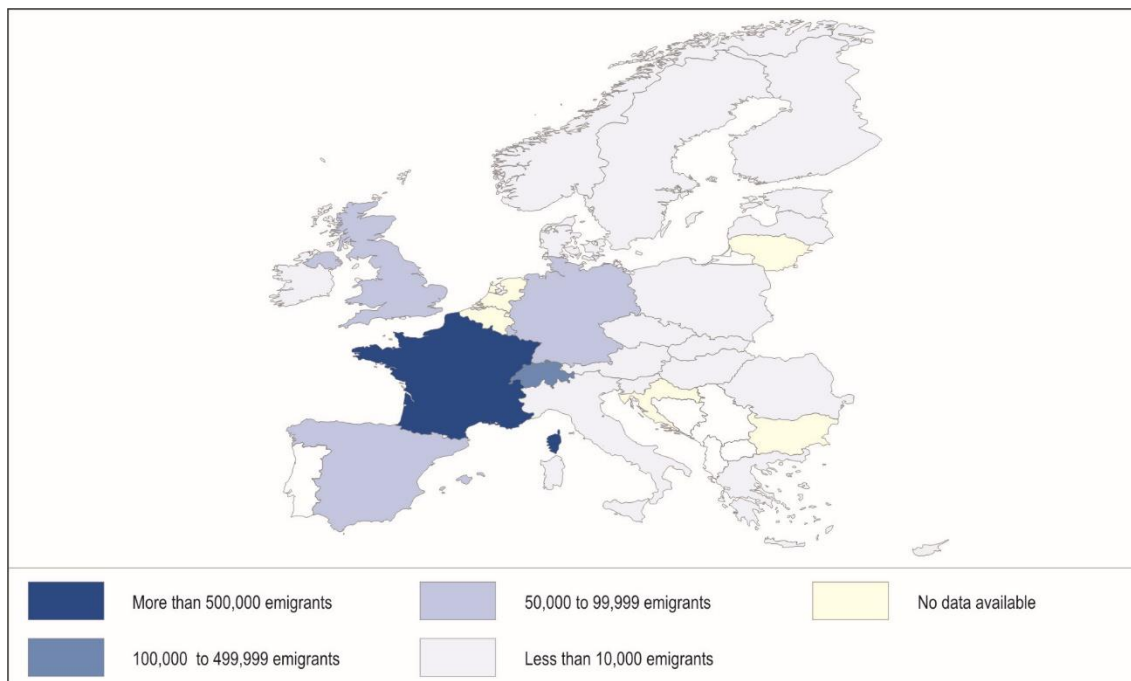 More than 500,000 emigrants
50,000 to 99,999 emigrants
No data available
100,000 to 499,999 emigrants
Less than 10,000 emigrants